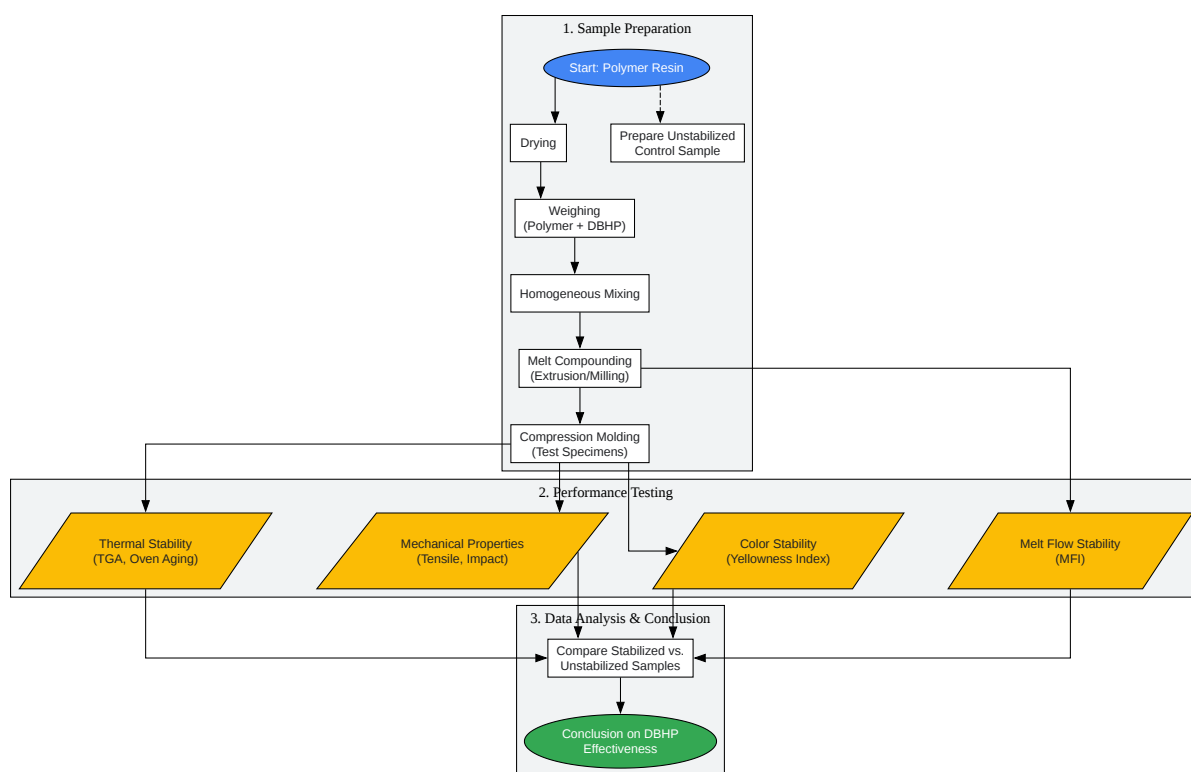 1. Sample Preparation
Start: Polymer Resin
Drying
Prepare Unstabilized
Control Sample
Weighing
(Polymer + DBHP)
Homogeneous Mixing
Melt Compounding
(Extrusion/Milling)
Compression Molding
(Test Specimens)
2. Performance Testing
Thermal Stability
(TGA, Oven Aging)
Mechanical Properties
(Tensile, Impact)
Color Stability
(Yellowness Index)
Melt Flow Stability
(MFI)
3. Data Analysis & Conclusion
Compare Stabilized vs.
Unstabilized Samples
Conclusion on DBHP
Effectiveness